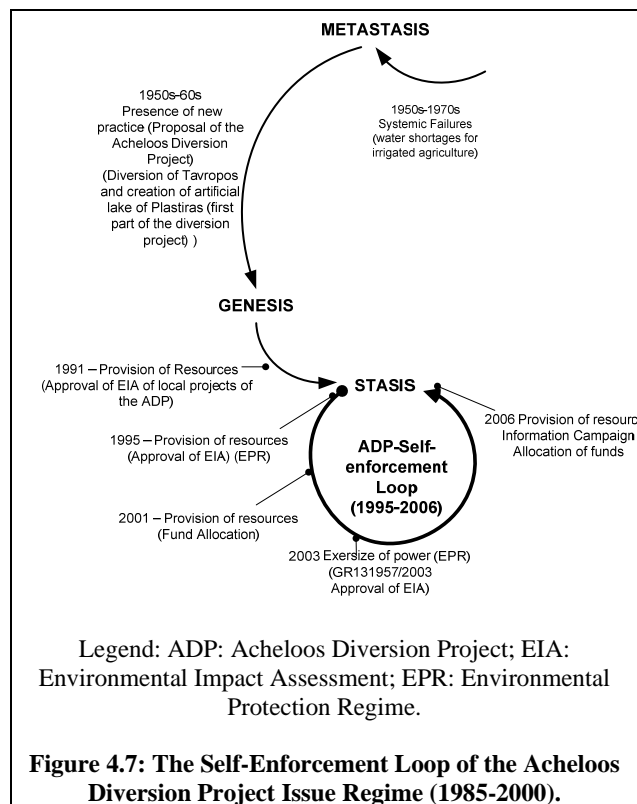 METASTASIS
1950s-60s
Presence of new
practice (Proposal of the
Acheloos Diversion
Project)
(Diversion of Tavropos
and creation of artificial
lake of Plastiras (first
part of the diversion
project) )
1950s-1970s
Systemic Failures
(water shortages for
irrigated agriculture)
GENESIS
1991 – Provision of Resources
(Approval of EIA of local projects of
the ADP)
STASIS
1995 – Provision of resources
(Approval of EIA) (EPR)
2006 Provision of resourc
Information Campaign
Allocation of funds
ADP-Self-
enforcement
Loop
(1995-2006)
2001 – Provision of resources
(Fund Allocation)
2003 Exersize of power (EPR)
(GR131957/2003
Approval of EIA)
Legend: ADP: Acheloos Diversion Project; EIA:
Environmental Impact Assessment; EPR: Environmental
Protection Regime.
Figure 4.7: The Self-Enforcement Loop of the Acheloos
Diversion Project Issue Regime (1985-2000).